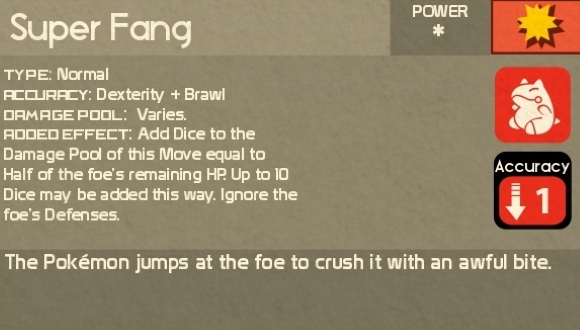 Super Fang
POWER
*
TYPE: Normal
ACCURACY: Dexterity + Brawl
DAMAGE POOL: Varies.
ADDED EFFECT: Add Dice to the
Damage Pool of this Move equal to
Half of the foe's remaining HP. Up to 10
Dice may be added this way. Ignore the
foe's Defenses.
Accuracy
1
The Pokémon jumps at the foe to crush it with an awful bite.